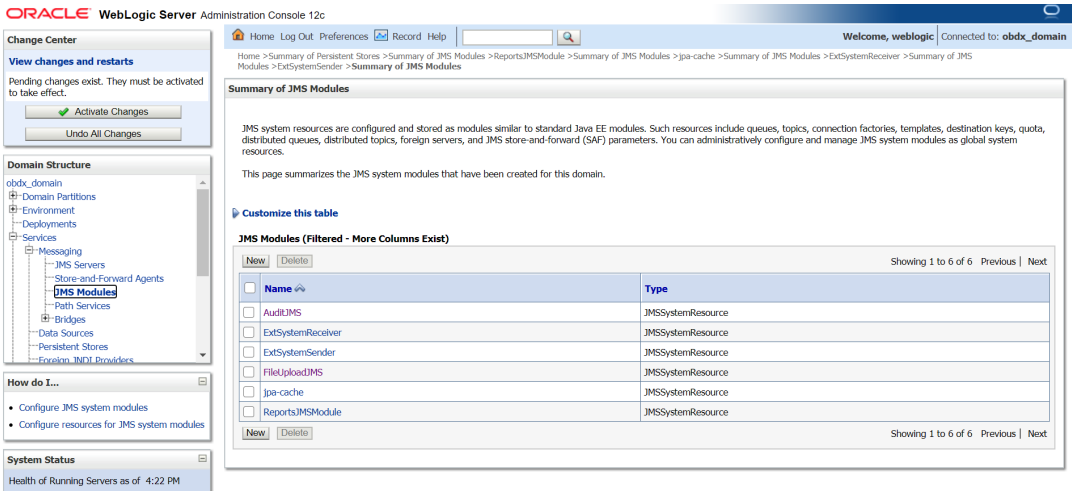 ORACLE WebLogic Server Administration Console 12c
Change Center
View changes and restarts
Pending changes exist. They must be activated
to take effect.
Activate Changes
Undo All Changes
Domain Structure
obdx_domain
Domain Partitions
Environment
Deployments
Services
Messaging
JMS Servers
Store-and-Forward Agents
JMS Modules
Path Services
Bridges
Data Sources
Persistent Stores
Foreign JNDI Providers
How do I...
Configure JMS system modules
Configure resources for JMS system modules
System Status
Health of Running Servers as of 4:22 PM
Home Log Out Preferences Record Help
Welcome, weblogic Connected to: obdx_domain
Home >Summary of Persistent Stores >Summary of JMS Modules >ReportsJMSModule >Summary of JMS Modules >jpa-cache >Summary of JMS Modules >ExtSystemReceiver >Summary of JMS
Modules >ExtSystemSender >Summary of JMS Modules
Summary of JMS Modules
JMS system resources are configured and stored as modules similar to standard Java EE modules. Such resources include queues, topics, connection factories, templates, destination keys, quota,
distributed queues, distributed topics, foreign servers, and JMS store-and-forward (SAF) parameters. You can administratively configure and manage JMS system modules as global system
resources.
This page summarizes the JMS system modules that have been created for this domain.
Customize this table
JMS Modules (Filtered - More Columns Exist)
New Delete Showing 1 to 6 of 6 Previous | Next
Name Type
AuditJMS JMSSystemResource
ExtSystemReceiver JMSSystemResource
ExtSystemSender JMSSystemResource
FileUploadJMS JMSSystemResource
jpa-cache JMSSystemResource
ReportsJMSModule JMSSystemResource
New Delete Showing 1 to 6 of 6 Previous | Next